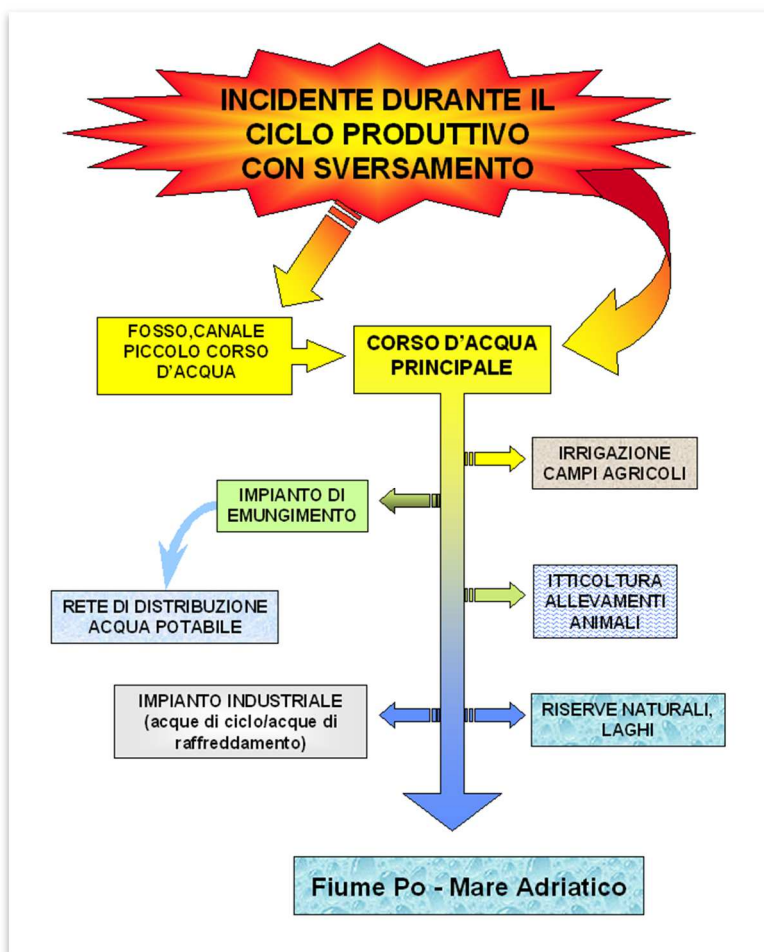 INCIDENTE DURANTE IL
CICLO PRODUTTIVO
CON SVERSAMENTO
FOSSO,CANALE
PICCOLO CORSO
D'ACQUA
CORSO D'ACQUA
PRINCIPALE
IRRIGAZIONE
CAMPI AGRICOLI
IMPIANTO DI
EMUNGIMENTO
RETE DI DISTRIBUZIONE
ACQUA POTABILE
ITTICOLTURA
ALLEVAMENTI
ANIMALI
IMPIANTO INDUSTRIALE
(acque di ciclo/acque di
raffreddamento)
RISERVE NATURALI,
LAGHI
Fiume Po - Mare Adriatico